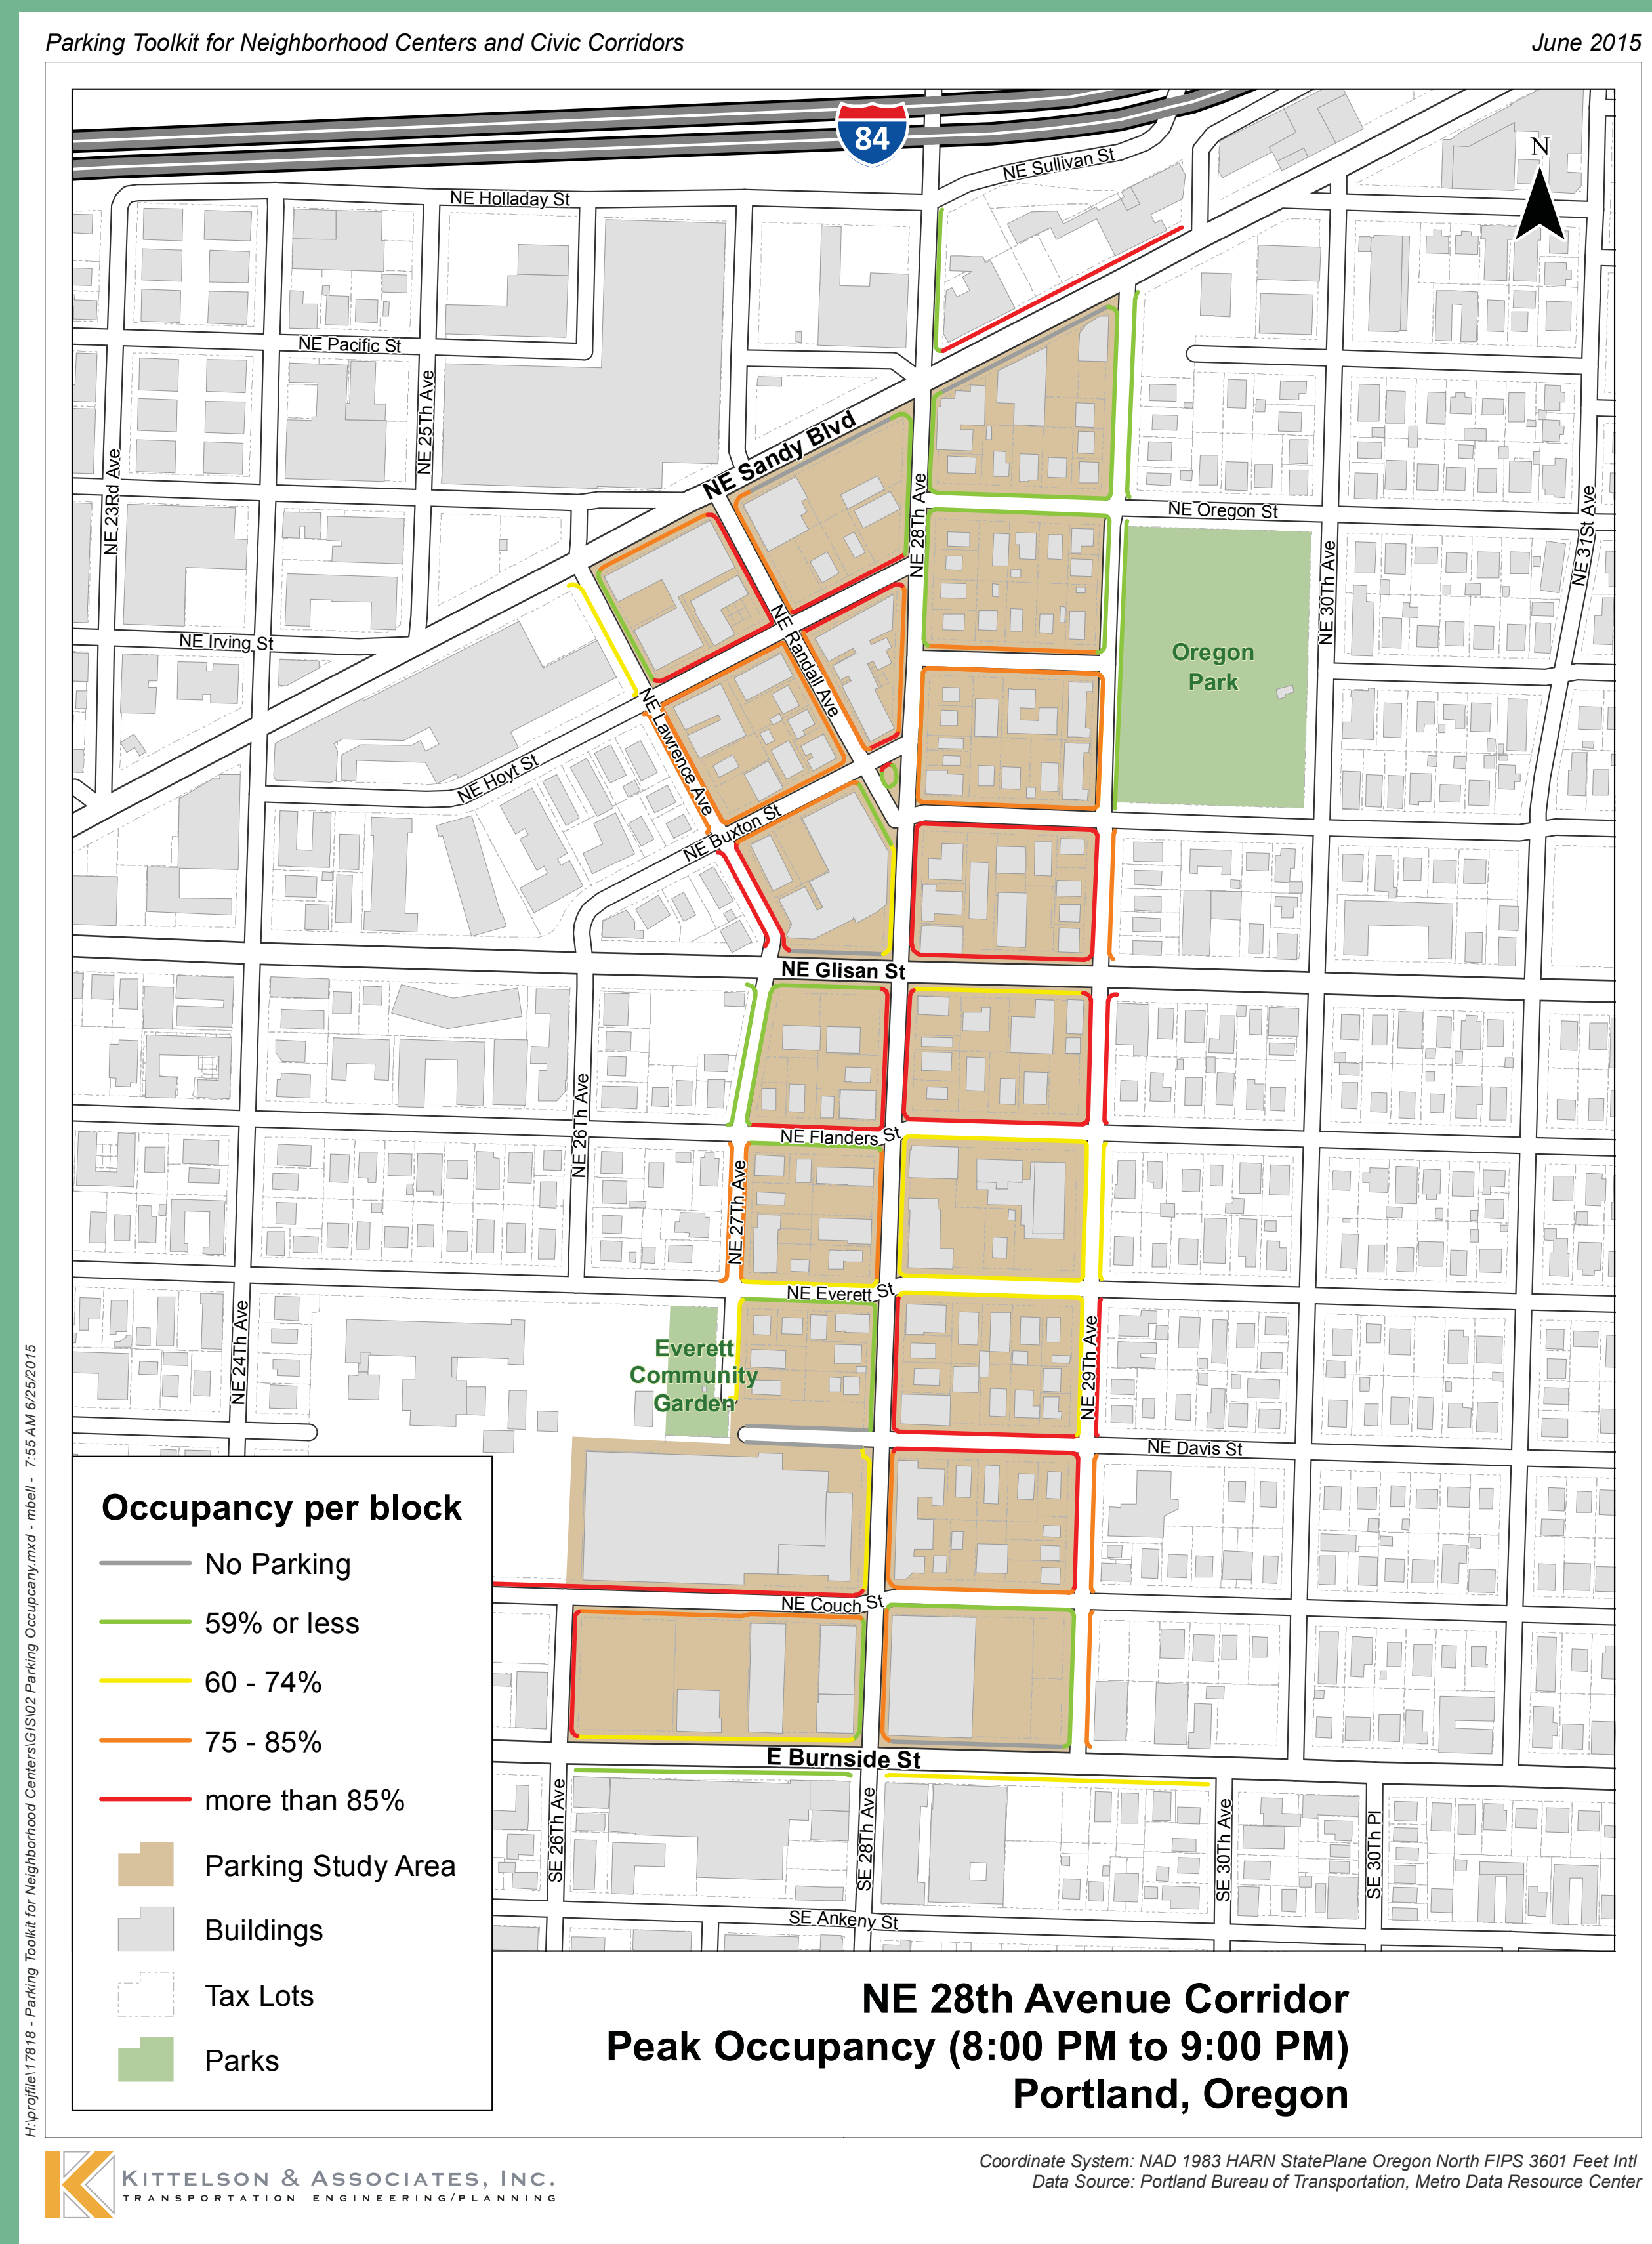 Parking Toolkit for Neighborhood Centers and Civic Corridors
June 2015
84
NE Sullivan St
N
NE Holladay St
NE Pacific St
NE 25Th Ave
NE Sandy Blvd
NE 23Rd Ave
NE 28Th Ave
NE Oregon St
NE 31St Ave
NE 30Th Ave
NE Irving St
NE Randall Ave
Oregon
Park
NE Lawrence Ave
NE Hoyt St
NE Buxton St
NE Glisan St
NE 26Th Ave
NE Flanders St
NE 27Th Ave
NE Everett St
NE 24Th Ave
Everett
Community
Garden
NE 29Th Ave
NE Davis St
NE Couch St
E Burnside St
SE 26Th Ave
SE 28Th Ave
SE 30Th Ave
SE 30Th Pl
SE Ankeny St
Occupancy per block
No Parking
59% or less
60 - 74%
75 - 85%
more than 85%
Parking Study Area
Buildings
Tax Lots
Parks
NE 28th Avenue Corridor
Peak Occupancy (8:00 PM to 9:00 PM)
Portland, Oregon
H:\projfile\17818 - Parking Toolkit for Neighborhood Centers\GIS\02 Parking Occupcany.mxd - mbell - 7:55 AM 6/25/2015
KITTELSON & ASSOCIATES, INC.
TRANSPORTATION ENGINEERING/PLANNING
Coordinate System: NAD 1983 HARN StatePlane Oregon North FIPS 3601 Feet Intl
Data Source: Portland Bureau of Transportation, Metro Data Resource Center